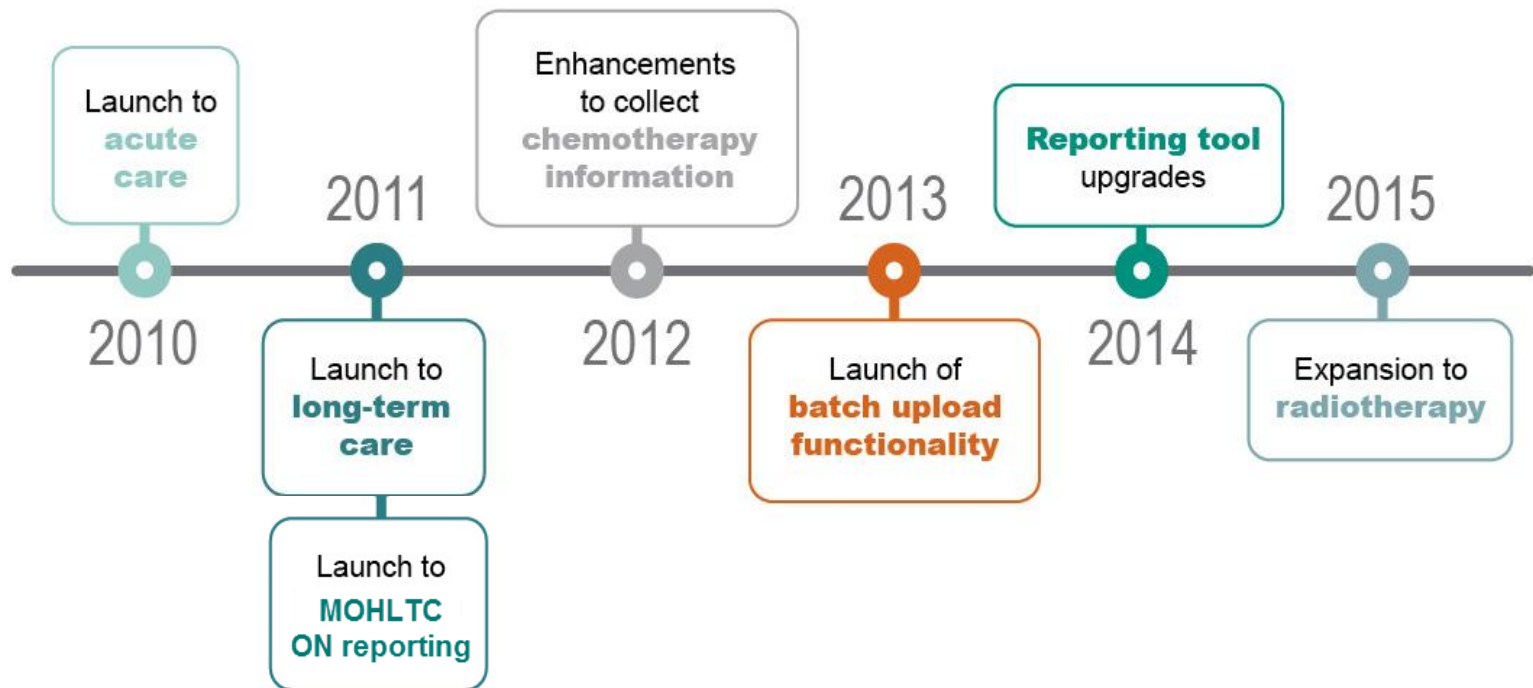 Launch to
acute
care
2010
2011
Launch to
long-term
care
Launch to
MOHLTC
ON reporting
Enhancements
to collect
chemotherapy
information
2012
2013
Launch of
batch upload
functionality
Reporting tool
upgrades
2014
2015
Expansion to
radiotherapy